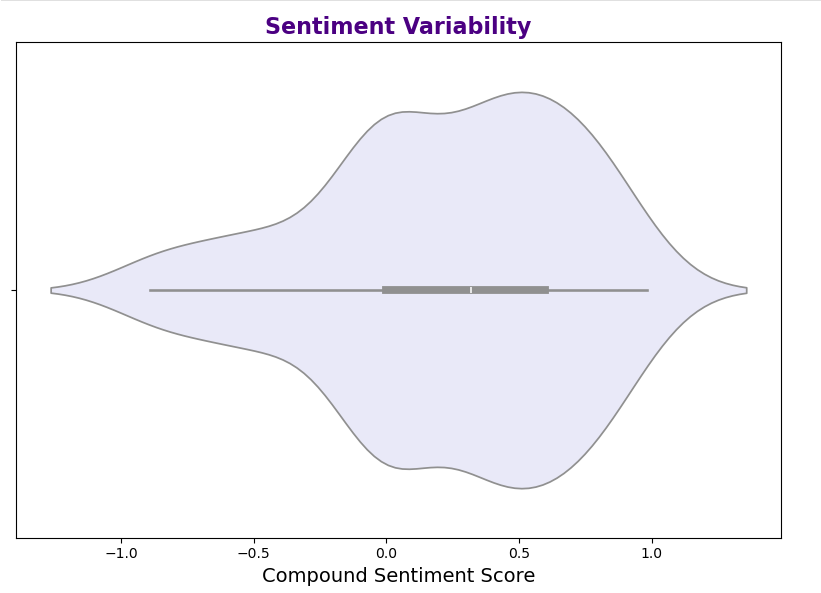 Sentiment Variability
−1.0 −0.5 0.0 0.5 1.0
Compound Sentiment Score